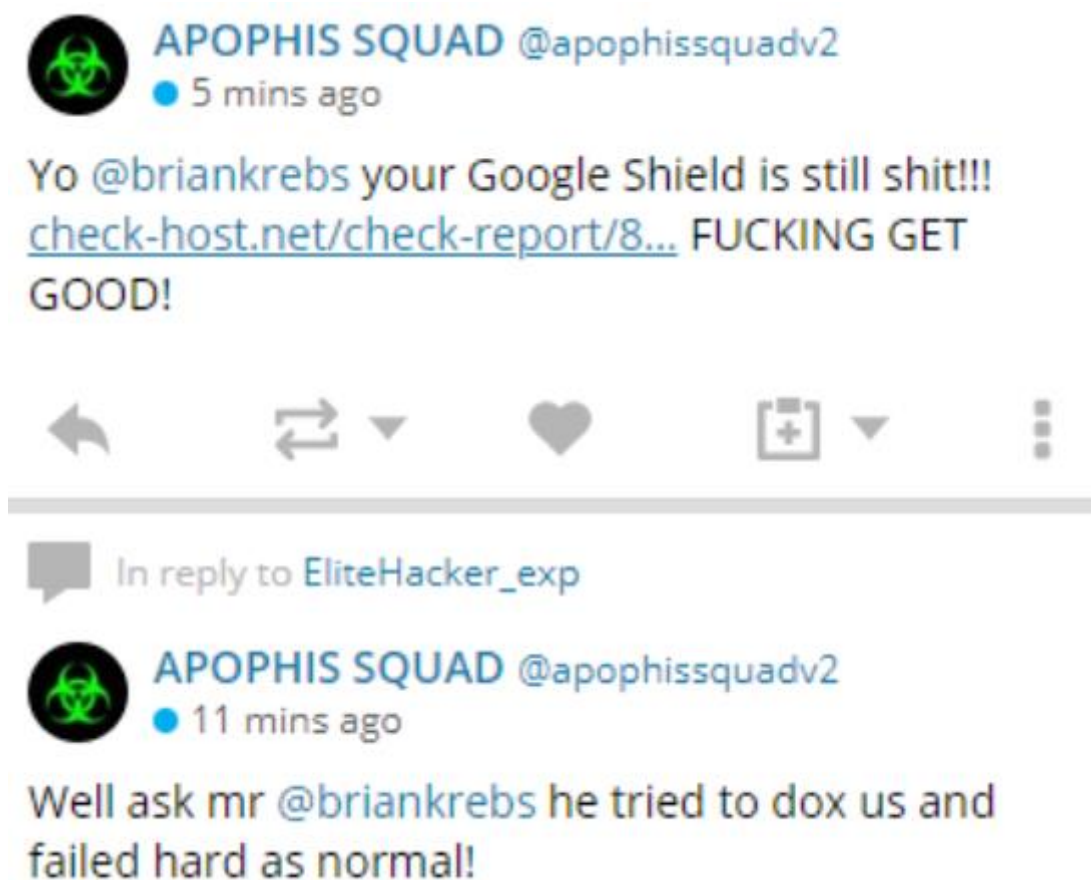 APOPHIS SQUAD @apophissquadv2
5 mins ago
Yo @briankrebs your Google Shield is still shit!!!
check-host.net/check-report/8... FUCKING GET
GOOD!
In reply to EliteHacker_exp
APOPHIS SQUAD @apophissquadv2
11 mins ago
Well ask mr @briankrebs he tried to dox us and
failed hard as normal!